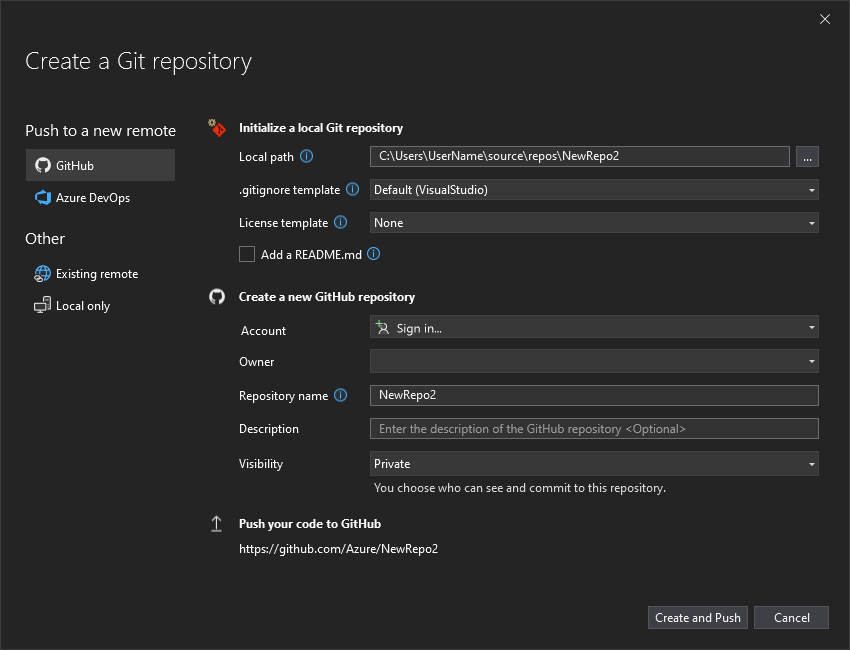 Create a Git repository
Push to a new remote
GitHub
Azure DevOps
Other
Existing remote
Local only
Initialize a local Git repository
Local path
C:\Users\UserName\source\repos\NewRepo2
...
.gitignore template
Default (VisualStudio)
License template
None
Add a README.md
Create a new GitHub repository
Account
Sign in...
Owner
Repository name
NewRepo2
Description
Enter the description of the GitHub repository <Optional>
Visibility
Private
You choose who can see and commit to this repository.
Push your code to GitHub
https://github.com/Azure/NewRepo2
Create and Push
Cancel